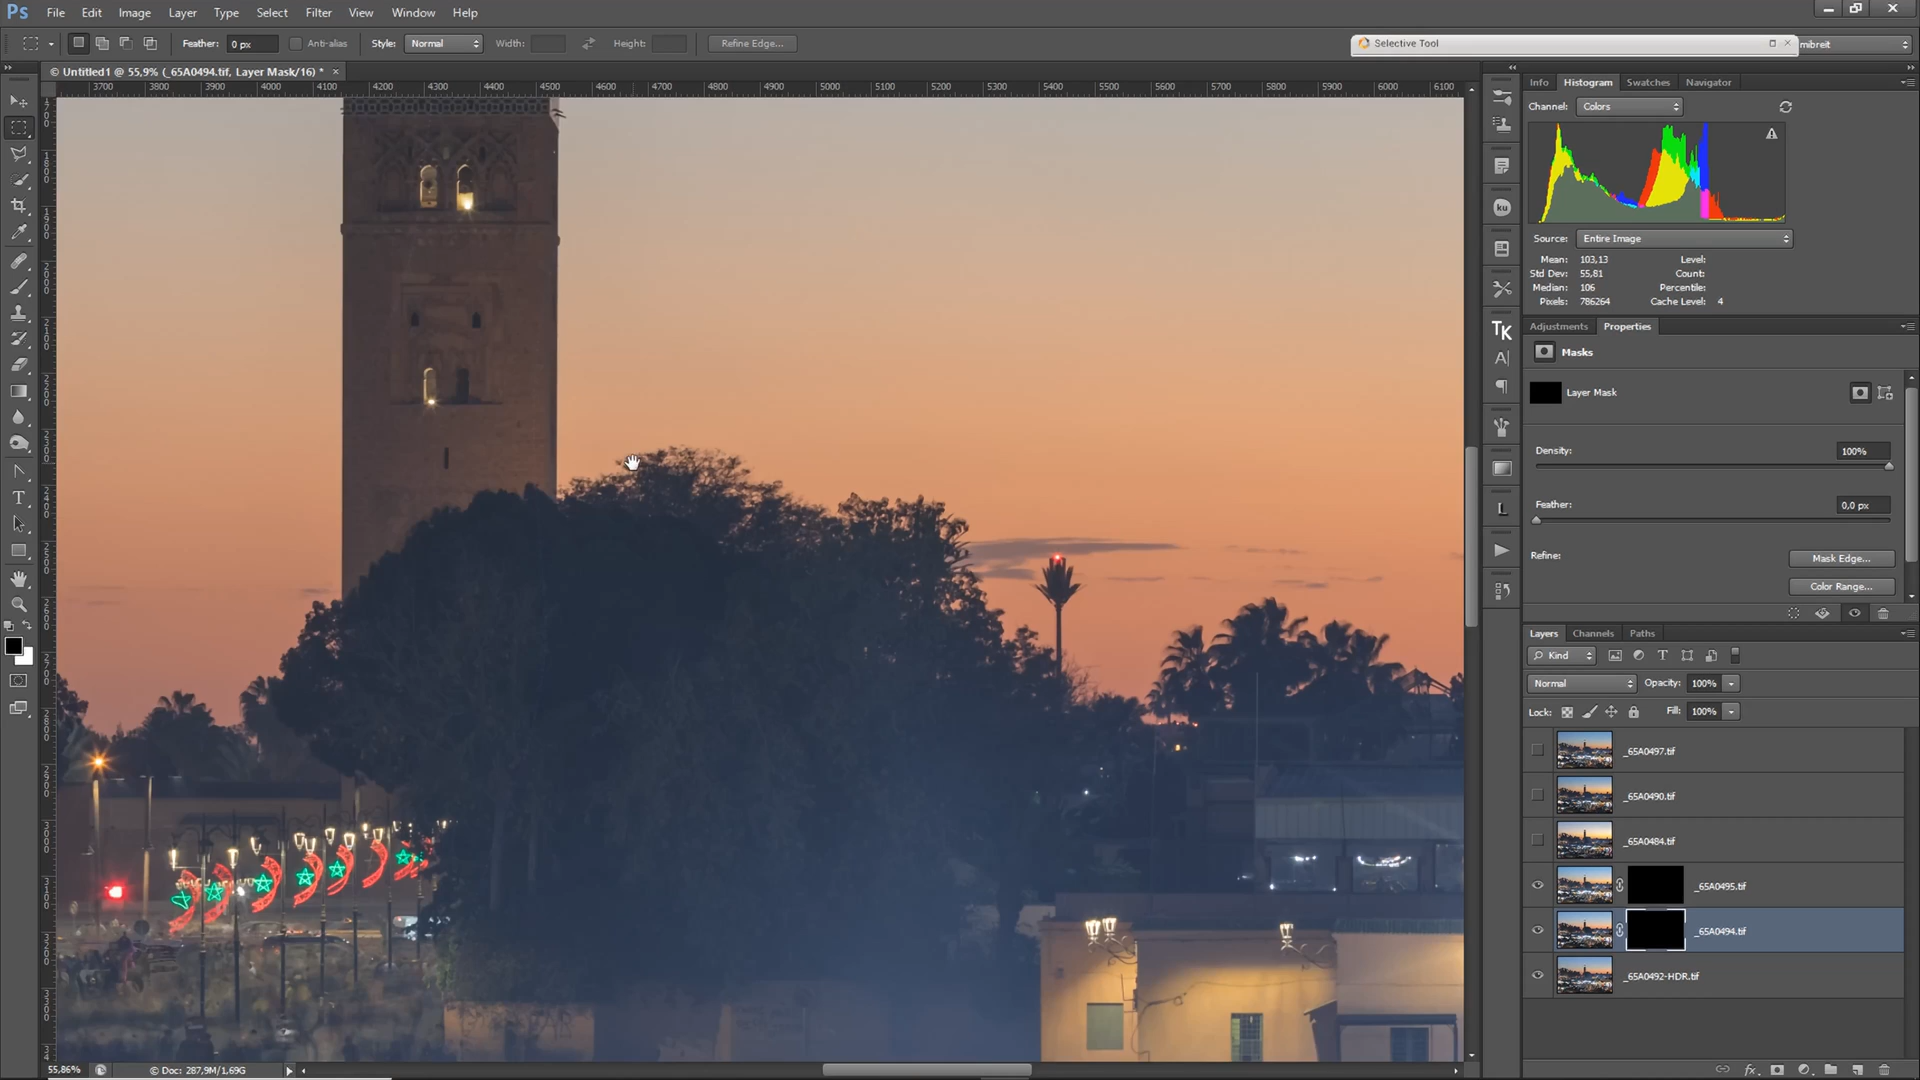 Ps File Edit Image Layer Type Select Filter View Window Help
Feather: 0 px Anti-alias Style: Normal Width: Height: Refine Edge... Selective Tool mibreit
© Untitled1 @ 55,9% (_65A0494.tif, Layer Mask/16) * ×
3700 3800 3900 4000 4100 4200 4300 4400 4500 4600 4700 4800 4900 5000 5100 5200 5300 5400 5500 5600 5700 5800 5900 6000 6100
Info Histogram Swatches Navigator
Channel: Colors
Source: Entire Image
Mean: 103,13 Level:
Std Dev: 55,81 Count:
Median: 106 Percentile:
Pixels: 786264 Cache Level: 4
Adjustments Properties
Masks
Layer Mask
Density: 100%
Feather: 0,0 px
Refine: Mask Edge...
Color Range...
ku
TK
A
L
T
Layers Channels Paths
Kind
Normal Opacity: 100%
Lock: Fill: 100%
_65A0497.tif
_65A0490.tif
_65A0484.tif
_65A0495.tif
_65A0494.tif
_65A0492-HDR.tif
55,86% © Doc: 287,9M/1,69G
fx